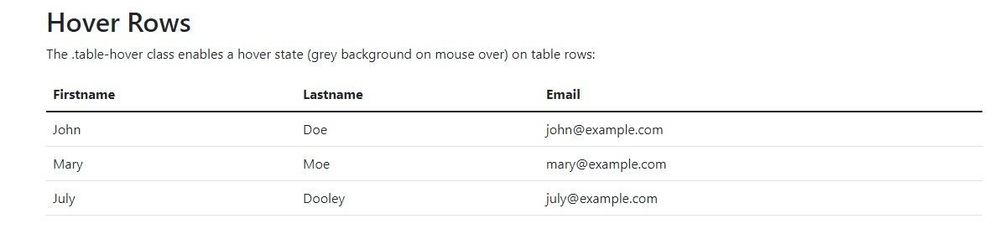 Hover Rows
The .table-hover class enables a hover state (grey background on mouse over) on table rows:
Firstname Lastname Email
John Doe john@example.com
Mary Moe mary@example.com
July Dooley july@example.com